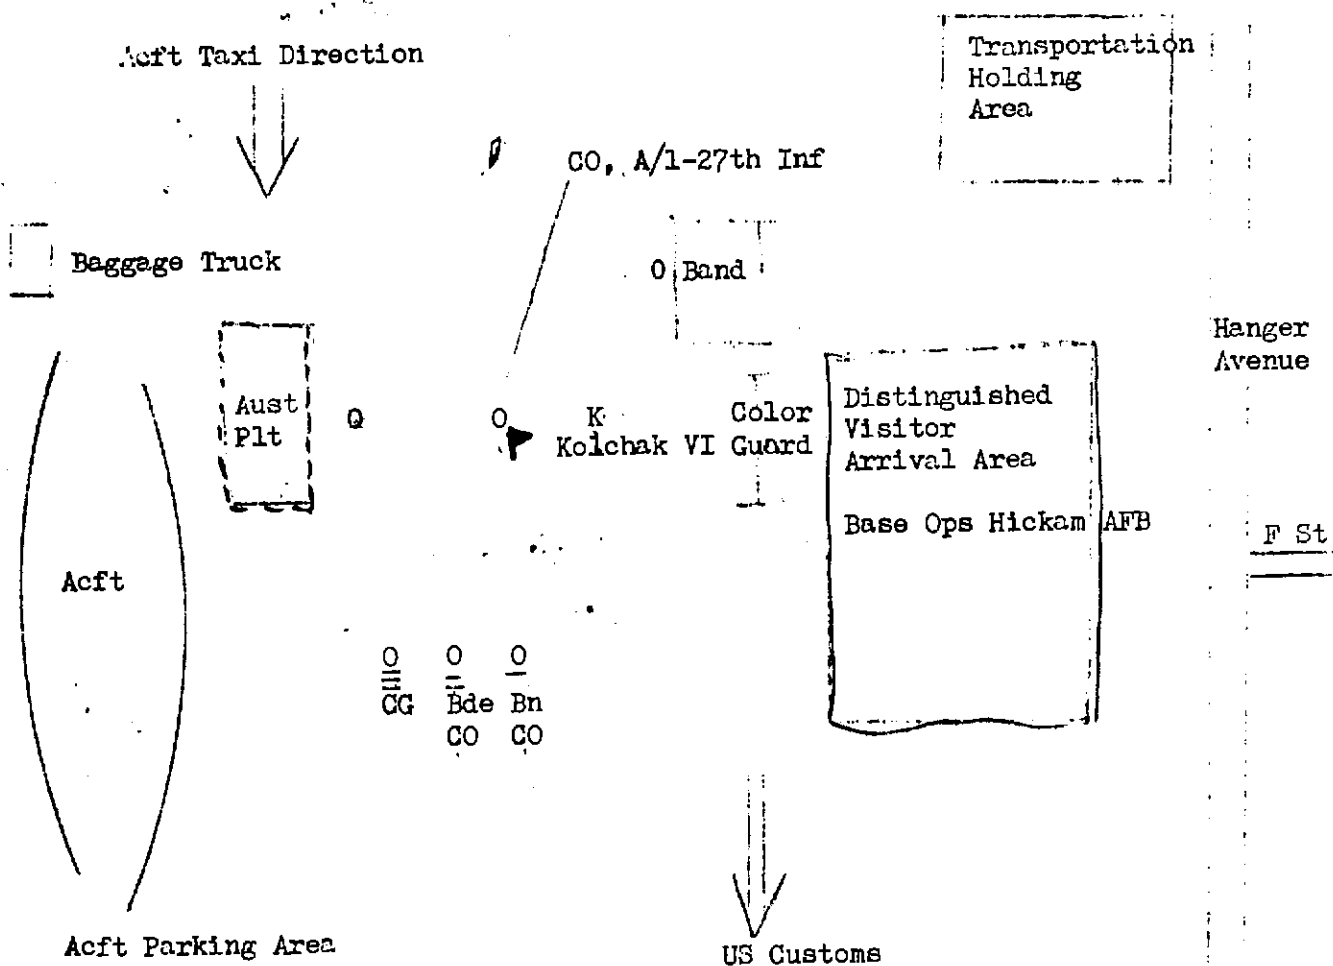 Acft Taxi Direction
Transportation
Holding
Area
CO, A/1-27th Inf
Baggage Truck
O Band
Hanger
Avenue
Aust
Plt
Q
O
K
Kolchak VI
Color
Guard
Distinguished
Visitor
Arrival Area
Base Ops Hickam AFB
F St
Acft
O O O
CG Bde Bn
CO CO
Acft Parking Area
US Customs